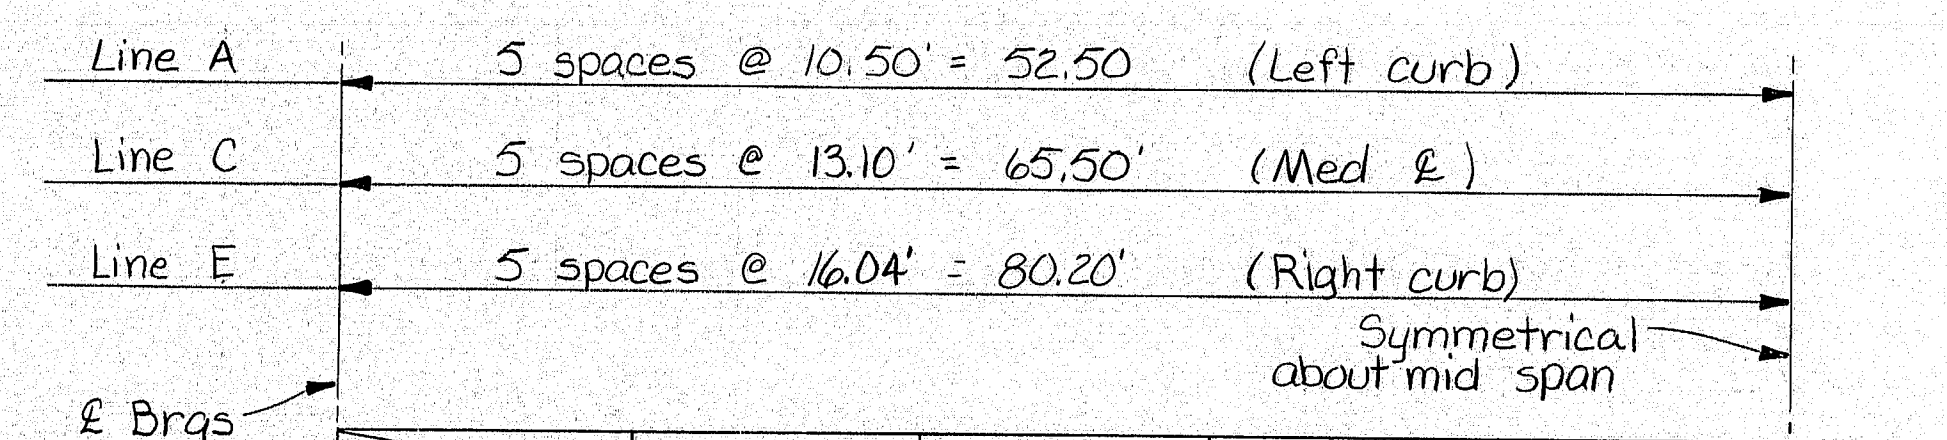 Line A 5 spaces @ 10.50' = 52.50 (Left curb)
Line C 5 spaces @ 13.10' = 65.50' (Med ℄)
Line E 5 spaces @ 16.04' = 80.20' (Right curb)
Symmetrical
about mid span
℄ Brgs